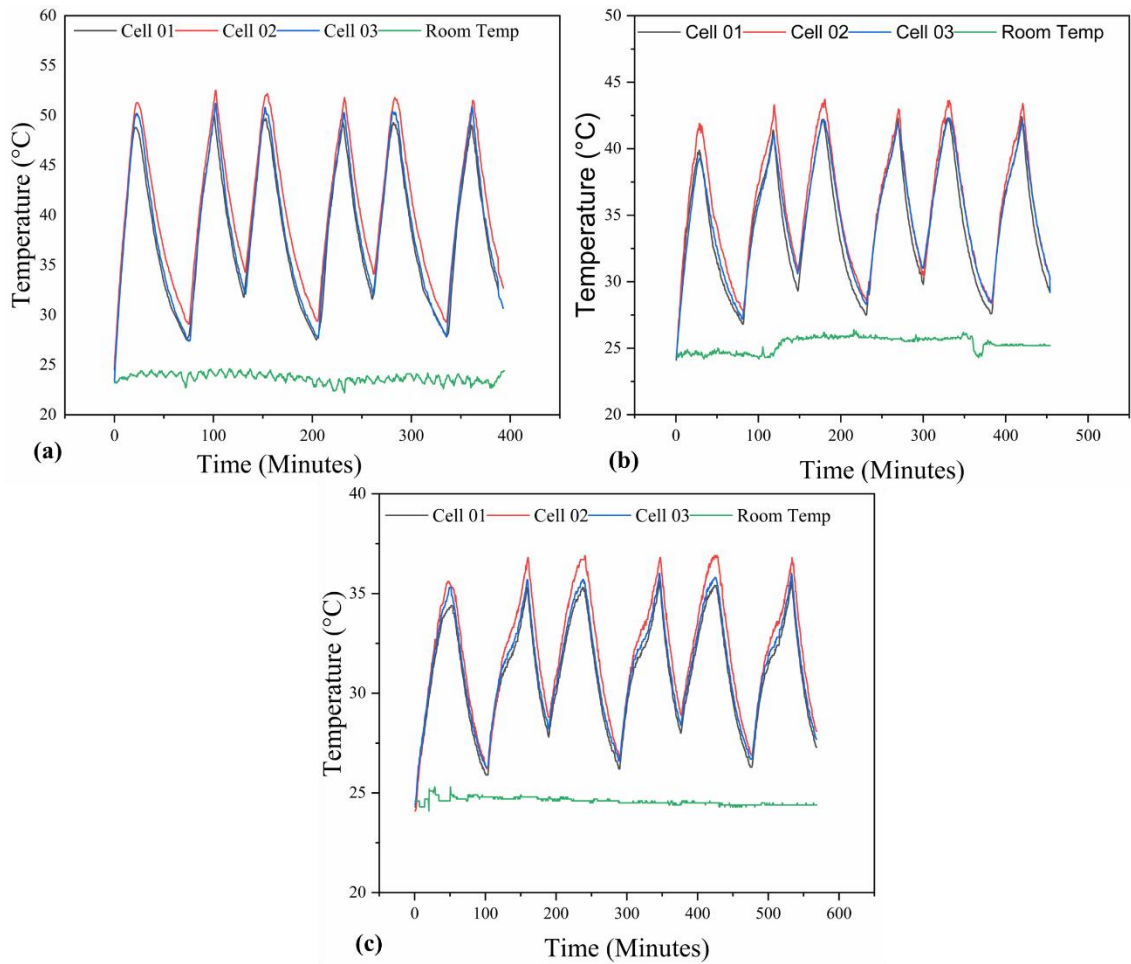 Cell 01 Cell 02 Cell 03 Room Temp
60
55
50
45
40
35
30
25
20
0 100 200 300 400
Temperature (°C)
Time (Minutes)
(a)
Cell 01 Cell 02 Cell 03 Room Temp
50
45
40
35
30
25
20
0 100 200 300 400 500
Temperature (°C)
Time (Minutes)
(b)
Cell 01 Cell 02 Cell 03 Room Temp
40
35
30
25
20
0 100 200 300 400 500 600
Temperature (°C)
Time (Minutes)
(c)